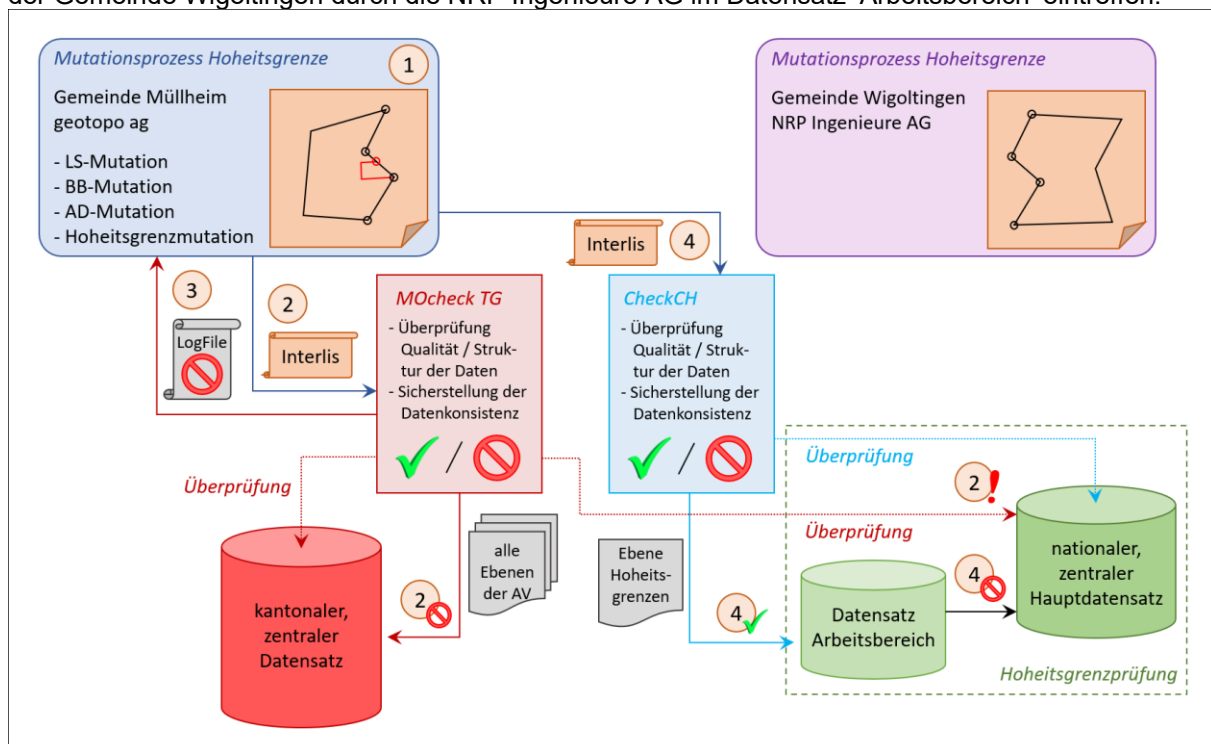 der Gemeinde Wigoltingen durch die NRP Ingenieure AG im Datensatz "Arbeitsbereich" eintreffen.
Mutationsprozess Hoheitsgrenze
1
Gemeinde Müllheim
geotopo ag
- LS-Mutation
- BB-Mutation
- AD-Mutation
- Hoheitsgrenzmutation
Mutationsprozess Hoheitsgrenze
Gemeinde Wigoltingen
NRP Ingenieure AG
3
LogFile
2
Interlis
Interlis
4
MOcheck TG
- Überprüfung
Qualität / Struk-
tur der Daten
- Sicherstellung der
Datenkonsistenz
/
CheckCH
- Überprüfung
Qualität / Struk-
tur der Daten
- Sicherstellung der
Datenkonsistenz
/
Überprüfung
Überprüfung
2
Überprüfung
kantonaler,
zentraler
Datensatz
2
alle
Ebenen
der AV
Ebene
Hoheits-
grenzen
4
Datensatz
Arbeitsbereich
4
nationaler,
zentraler
Hauptdatensatz
Hoheitsgrenzprüfung